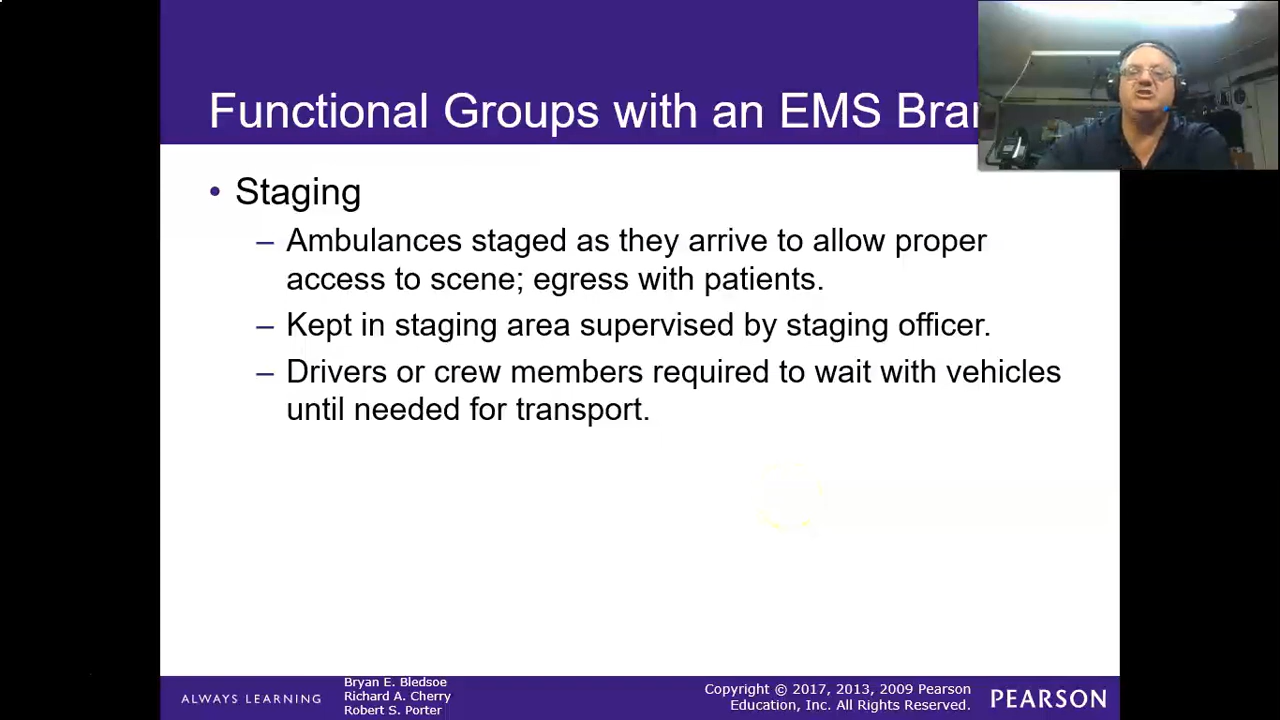 Functional Groups with an EMS
• Staging
– Ambulances staged as they arrive to allow proper
access to scene; egress with patients.
– Kept in staging area supervised by staging officer.
– Drivers or crew members required to wait with vehicles
until needed for transport.
ALWAYS LEARNING
Bryan E. Bledsoe
Richard A. Cherry
Robert S. Porter
Copyright © 2017, 2013, 2009 Pearson
Education, Inc. All Rights Reserved.
PEARSON